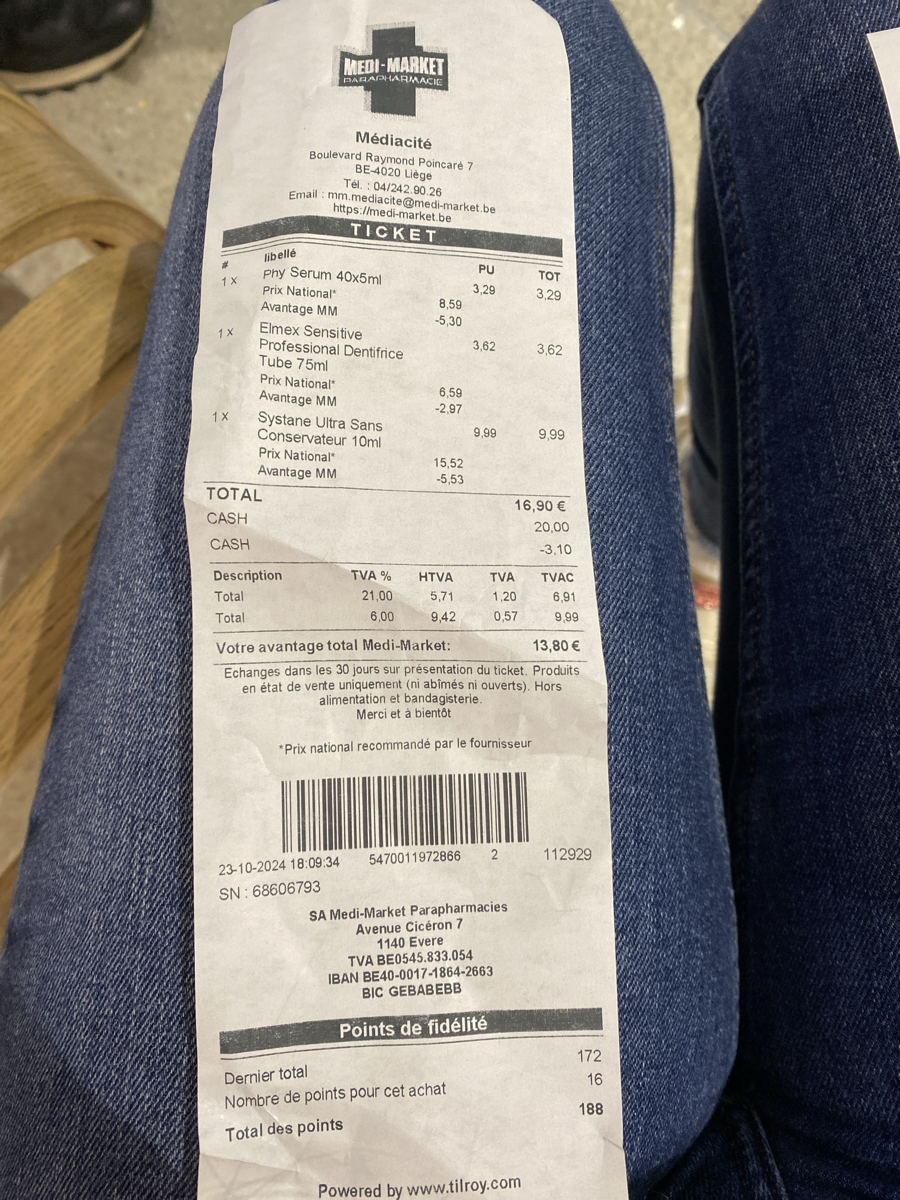 MEDI-MARKET
PARAPHARMACIE
Médiacité
Boulevard Raymond Poincaré 7
BE-4020 Liège
Tél. : 04/242.90.26
Email : mm.mediacite@medi-market.be
https://medi-market.be
TICKET
# libellé PU TOT
1 x Phy Serum 40x5ml 3,29 3,29
Prix National* 8,59
Avantage MM -5,30
1 x Elmex Sensitive
Professional Dentifrice 3,62 3,62
Tube 75ml
Prix National* 6,59
Avantage MM -2,97
1 x Systane Ultra Sans
Conservateur 10ml 9,99 9,99
Prix National* 15,52
Avantage MM -5,53
TOTAL 16,90 €
CASH 20,00
CASH -3,10
Description TVA % HTVA TVA TVAC
Total 21,00 5,71 1,20 6,91
Total 6,00 9,42 0,57 9,99
Votre avantage total Medi-Market: 13,80 €
Echanges dans les 30 jours sur présentation du ticket. Produits
en état de vente uniquement (ni abîmés ni ouverts). Hors
alimentation et bandagisterie.
Merci et à bientôt
*Prix national recommandé par le fournisseur
23-10-2024 18:09:34 5470011972866 2 112929
SN : 68606793
SA Medi-Market Parapharmacies
Avenue Cicéron 7
1140 Evere
TVA BE0545.833.054
IBAN BE40-0017-1864-2663
BIC GEBABEBB
Points de fidélité
Dernier total 172
Nombre de points pour cet achat 16
Total des points 188
Powered by www.tilroy.com